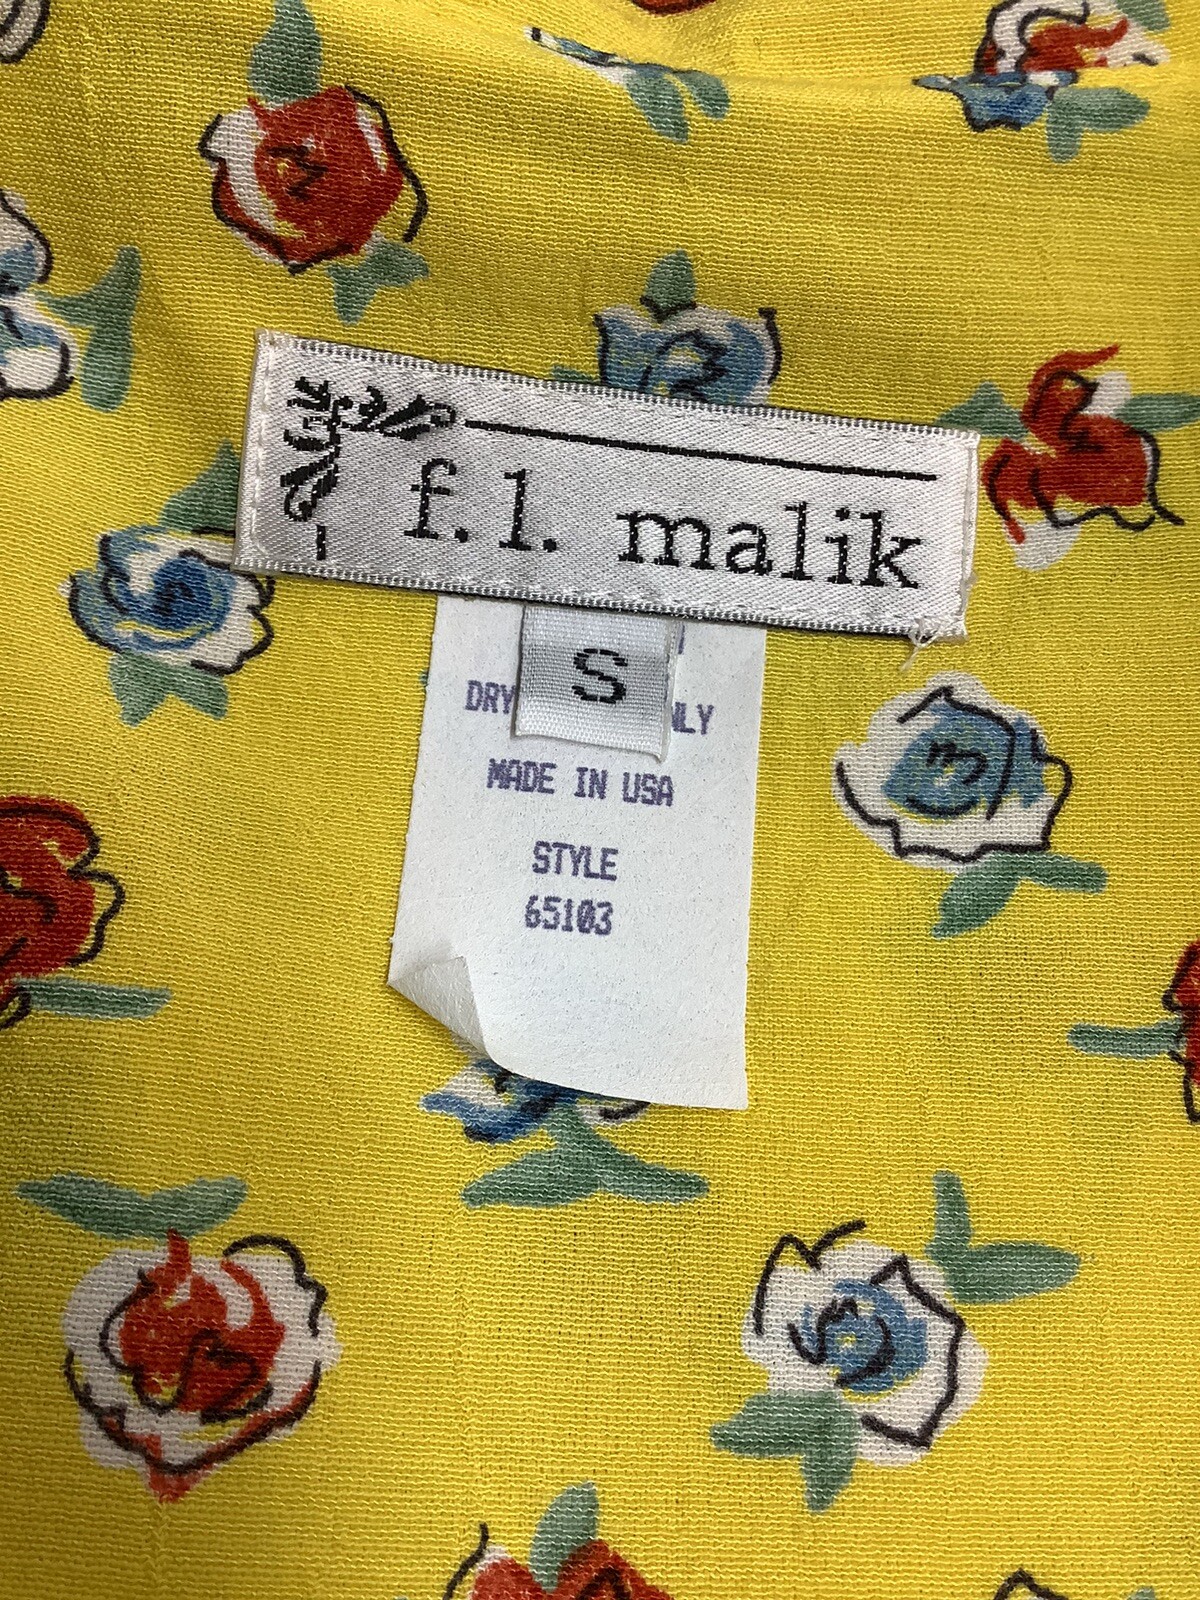 f. l. malik
S
DRY
MADE IN USA
STYLE
65103